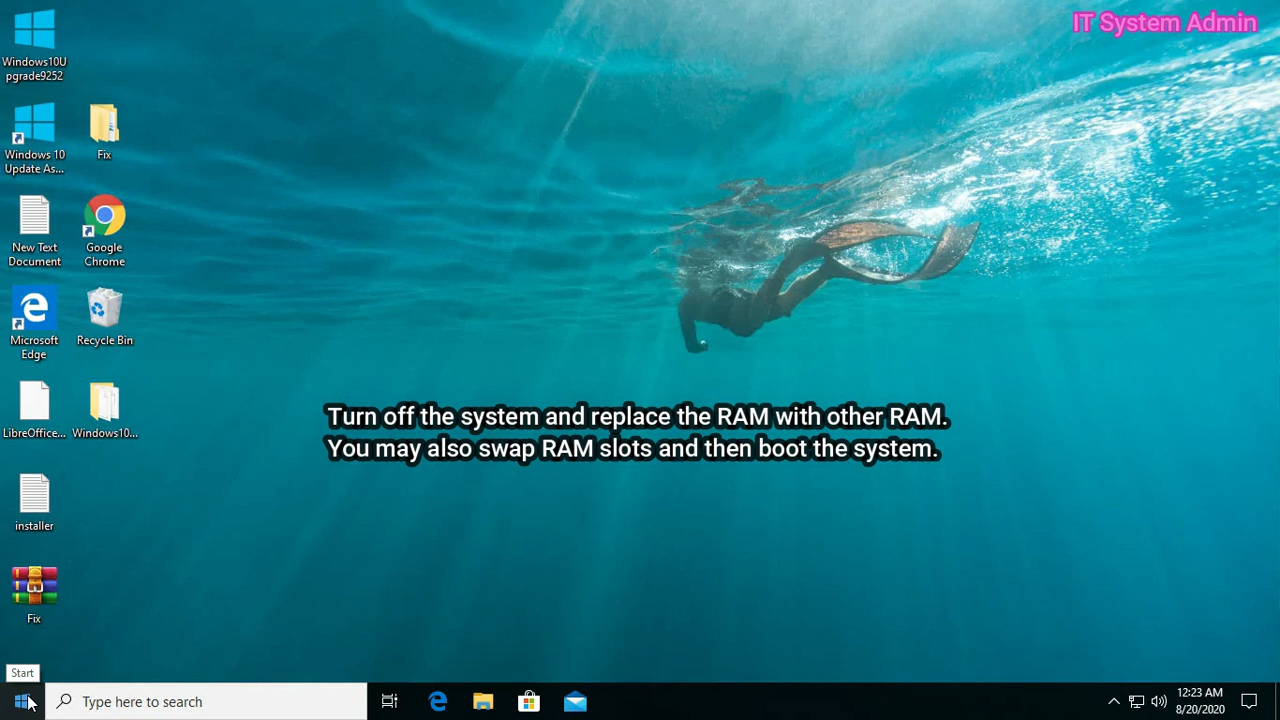 IT System Admin
Windows10U
pgrade9252
Windows 10
Update As...
Fix
New Text
Document
Google
Chrome
Microsoft
Edge
Recycle Bin
LibreOffice...
Windows10...
installer
Fix
Turn off the system and replace the RAM with other RAM.
You may also swap RAM slots and then boot the system.
Start
Type here to search
12:23 AM
8/20/2020